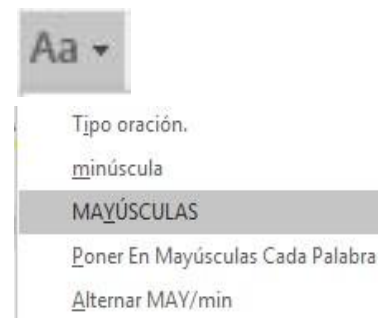 Aa
Tipo oración.
minúscula
MAYÚSCULAS
Poner En Mayúsculas Cada Palabra
Alternar MAY/min